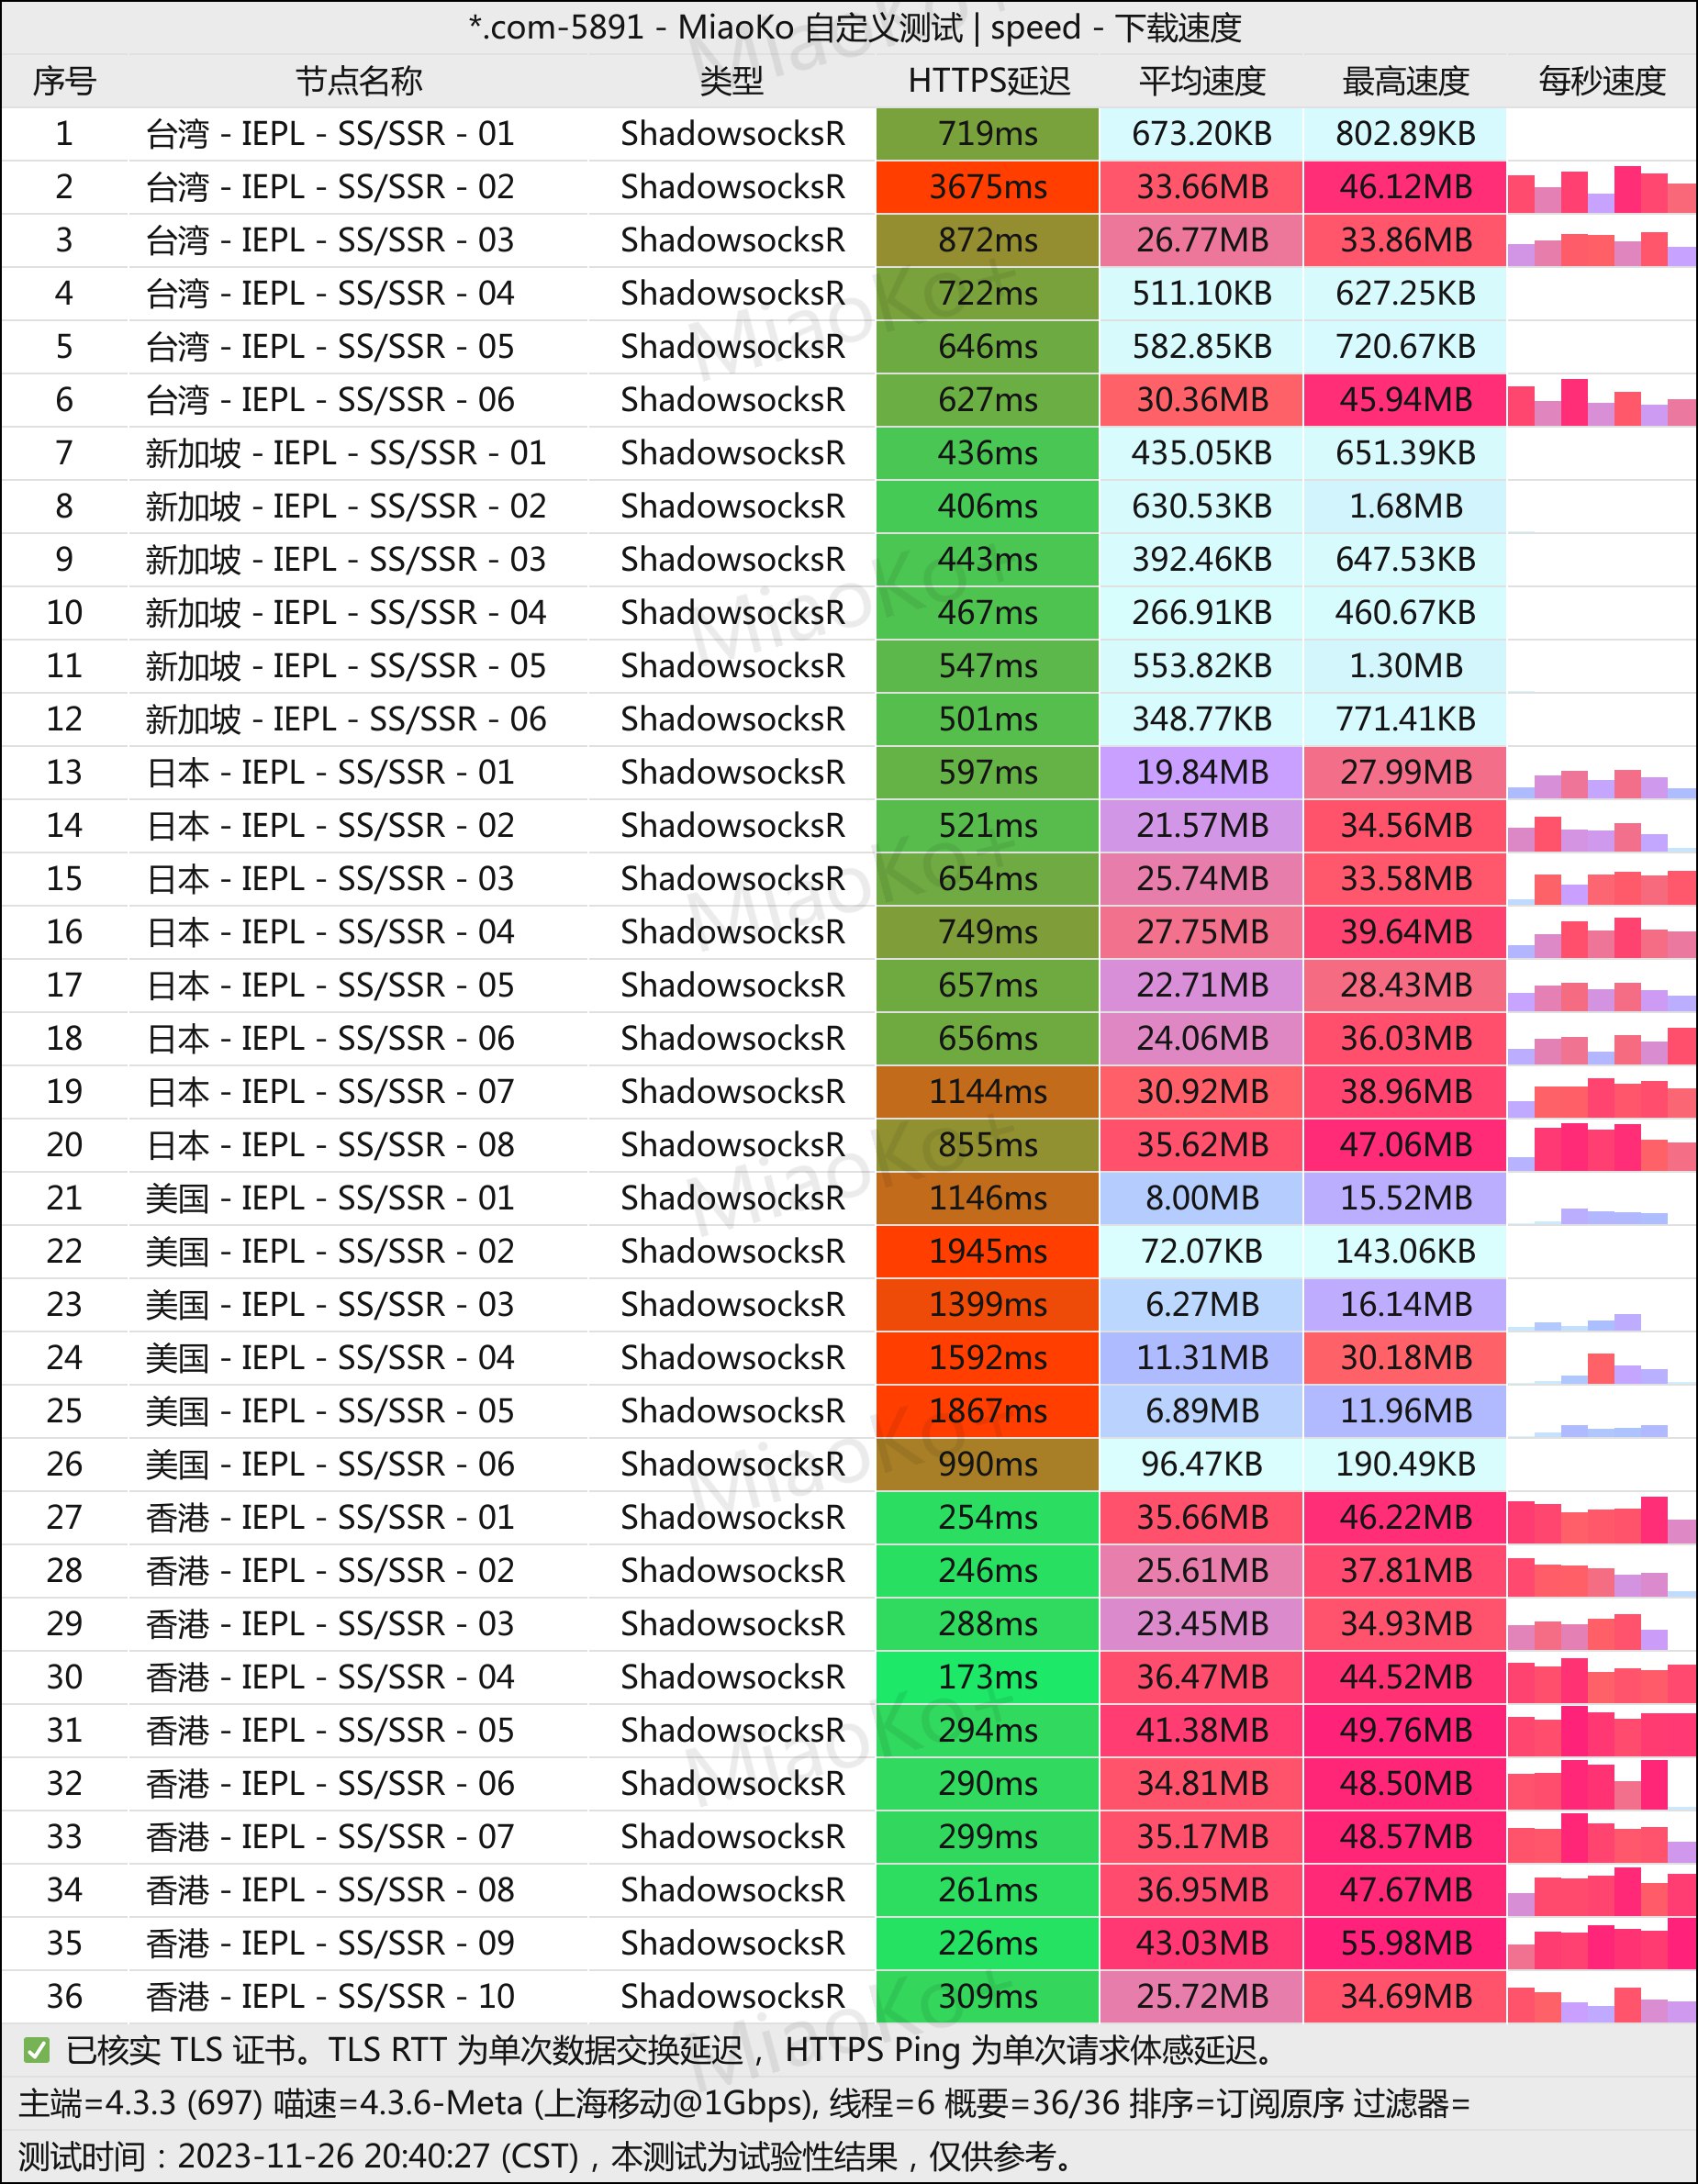 *.com-5891 - MiaoKo 自定义测试 | speed - 下载速度
序号 节点名称 类型 HTTPS延迟 平均速度 最高速度 每秒速度
1 台湾 - IEPL - SS/SSR - 01 ShadowsocksR 719ms 673.20KB 802.89KB
2 台湾 - IEPL - SS/SSR - 02 ShadowsocksR 3675ms 33.66MB 46.12MB
3 台湾 - IEPL - SS/SSR - 03 ShadowsocksR 872ms 26.77MB 33.86MB
4 台湾 - IEPL - SS/SSR - 04 ShadowsocksR 722ms 511.10KB 627.25KB
5 台湾 - IEPL - SS/SSR - 05 ShadowsocksR 646ms 582.85KB 720.67KB
6 台湾 - IEPL - SS/SSR - 06 ShadowsocksR 627ms 30.36MB 45.94MB
7 新加坡 - IEPL - SS/SSR - 01 ShadowsocksR 436ms 435.05KB 651.39KB
8 新加坡 - IEPL - SS/SSR - 02 ShadowsocksR 406ms 630.53KB 1.68MB
9 新加坡 - IEPL - SS/SSR - 03 ShadowsocksR 443ms 392.46KB 647.53KB
10 新加坡 - IEPL - SS/SSR - 04 ShadowsocksR 467ms 266.91KB 460.67KB
11 新加坡 - IEPL - SS/SSR - 05 ShadowsocksR 547ms 553.82KB 1.30MB
12 新加坡 - IEPL - SS/SSR - 06 ShadowsocksR 501ms 348.77KB 771.41KB
13 日本 - IEPL - SS/SSR - 01 ShadowsocksR 597ms 19.84MB 27.99MB
14 日本 - IEPL - SS/SSR - 02 ShadowsocksR 521ms 21.57MB 34.56MB
15 日本 - IEPL - SS/SSR - 03 ShadowsocksR 654ms 25.74MB 33.58MB
16 日本 - IEPL - SS/SSR - 04 ShadowsocksR 749ms 27.75MB 39.64MB
17 日本 - IEPL - SS/SSR - 05 ShadowsocksR 657ms 22.71MB 28.43MB
18 日本 - IEPL - SS/SSR - 06 ShadowsocksR 656ms 24.06MB 36.03MB
19 日本 - IEPL - SS/SSR - 07 ShadowsocksR 1144ms 30.92MB 38.96MB
20 日本 - IEPL - SS/SSR - 08 ShadowsocksR 855ms 35.62MB 47.06MB
21 美国 - IEPL - SS/SSR - 01 ShadowsocksR 1146ms 8.00MB 15.52MB
22 美国 - IEPL - SS/SSR - 02 ShadowsocksR 1945ms 72.07KB 143.06KB
23 美国 - IEPL - SS/SSR - 03 ShadowsocksR 1399ms 6.27MB 16.14MB
24 美国 - IEPL - SS/SSR - 04 ShadowsocksR 1592ms 11.31MB 30.18MB
25 美国 - IEPL - SS/SSR - 05 ShadowsocksR 1867ms 6.89MB 11.96MB
26 美国 - IEPL - SS/SSR - 06 ShadowsocksR 990ms 96.47KB 190.49KB
27 香港 - IEPL - SS/SSR - 01 ShadowsocksR 254ms 35.66MB 46.22MB
28 香港 - IEPL - SS/SSR - 02 ShadowsocksR 246ms 25.61MB 37.81MB
29 香港 - IEPL - SS/SSR - 03 ShadowsocksR 288ms 23.45MB 34.93MB
30 香港 - IEPL - SS/SSR - 04 ShadowsocksR 173ms 36.47MB 44.52MB
31 香港 - IEPL - SS/SSR - 05 ShadowsocksR 294ms 41.38MB 49.76MB
32 香港 - IEPL - SS/SSR - 06 ShadowsocksR 290ms 34.81MB 48.50MB
33 香港 - IEPL - SS/SSR - 07 ShadowsocksR 299ms 35.17MB 48.57MB
34 香港 - IEPL - SS/SSR - 08 ShadowsocksR 261ms 36.95MB 47.67MB
35 香港 - IEPL - SS/SSR - 09 ShadowsocksR 226ms 43.03MB 55.98MB
36 香港 - IEPL - SS/SSR - 10 ShadowsocksR 309ms 25.72MB 34.69MB
✅ 已核实 TLS 证书。TLS RTT 为单次数据交换延迟，HTTPS Ping 为单次请求体感延迟。
主端=4.3.3 (697) 喵速=4.3.6-Meta (上海移动@1Gbps), 线程=6 概要=36/36 排序=订阅原序 过滤器=
测试时间：2023-11-26 20:40:27 (CST)，本测试为试验性结果，仅供参考。
MiaoKo+
MiaoKo+
MiaoKo+
MiaoKo+
MiaoKo+
MiaoKo+
MiaoKo+
MiaoKo+